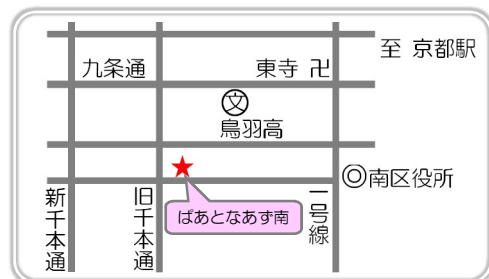 至 京都駅
九条通
東寺 卍
文
鳥羽高
◎南区役所
ぱあとなあず南
新千本通
旧千本通
一号線